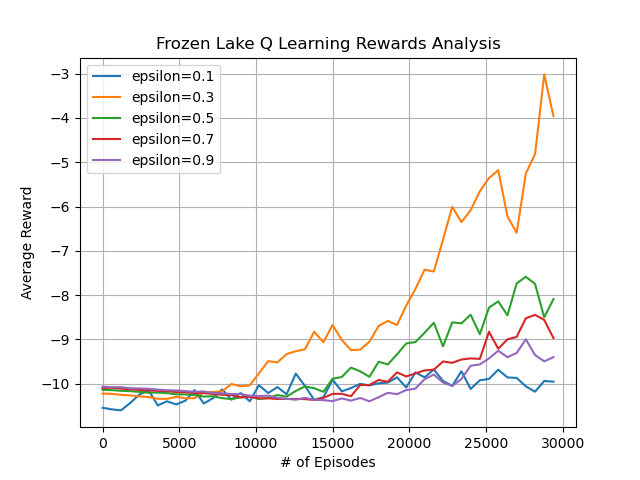 Frozen Lake Q Learning Rewards Analysis
−3
−4
−5
−6
−7
−8
−9
−10
Average Reward
epsilon=0.1
epsilon=0.3
epsilon=0.5
epsilon=0.7
epsilon=0.9
0 5000 10000 15000 20000 25000 30000
# of Episodes